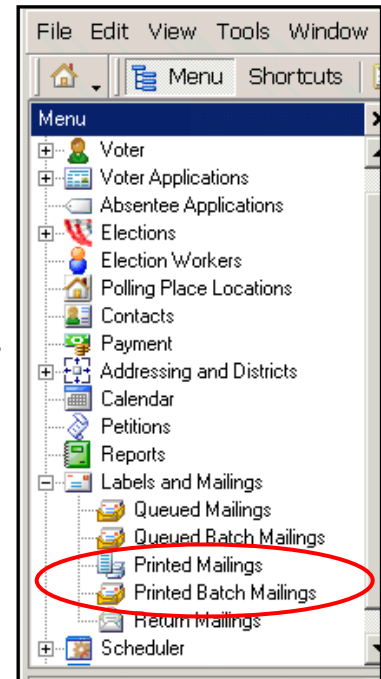 File Edit View Tools Window
Menu Shortcuts
Menu
Voter
Voter Applications
Absentee Applications
Elections
Election Workers
Polling Place Locations
Contacts
Payment
Addressing and Districts
Calendar
Petitions
Reports
Labels and Mailings
Queued Mailings
Queued Batch Mailings
Printed Mailings
Printed Batch Mailings
Return Mailings
Scheduler